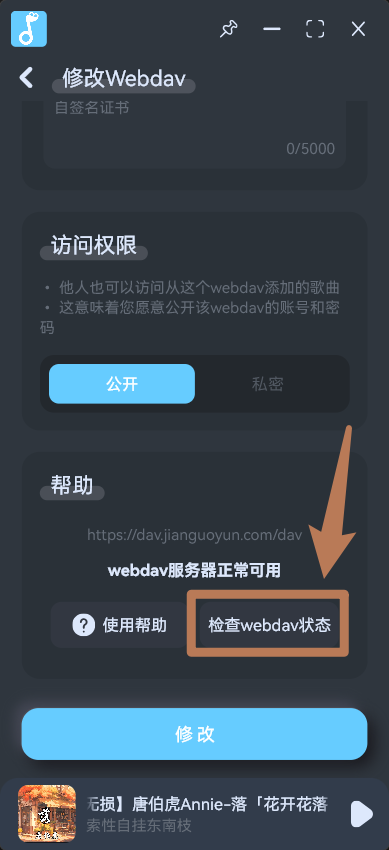 修改Webdav
自签名证书
0/5000
访问权限
· 他人也可以访问从这个webdav添加的歌曲
· 这意味着您愿意公开该webdav的账号和密
码
公开
私密
帮助
https://dav.jianguoyun.com/dav
webdav服务器正常可用
? 使用帮助
检查webdav状态
修改
无损】唐伯虎Annie-落「花开花落
索性自挂东南枝